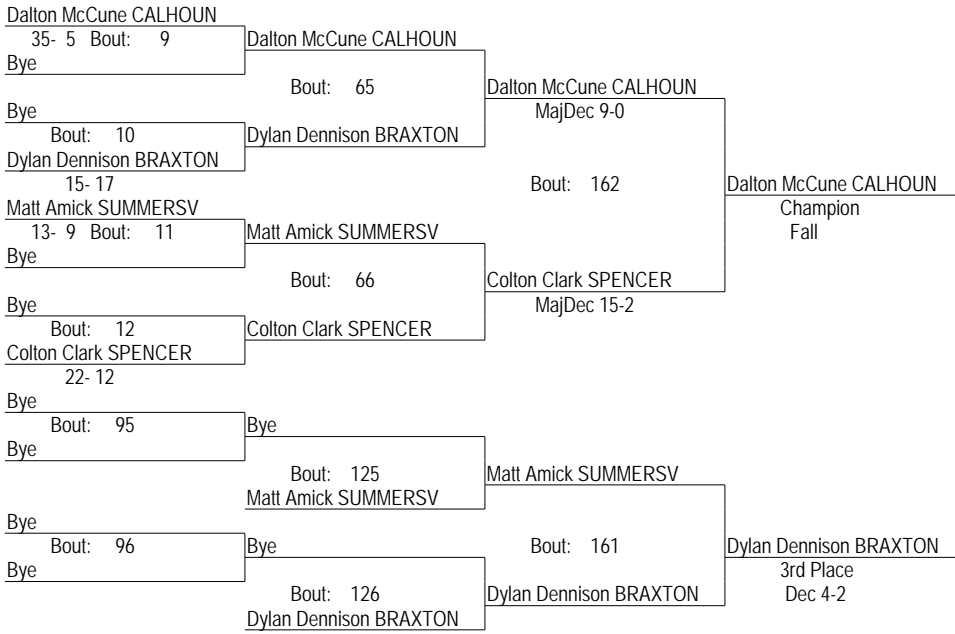 Dalton McCune CALHOUN
35- 5 Bout: 9 Dalton McCune CALHOUN
Bye
Bout: 65 Dalton McCune CALHOUN
Bye MajDec 9-0
Bout: 10 Dylan Dennison BRAXTON
Dylan Dennison BRAXTON
15- 17 Bout: 162 Dalton McCune CALHOUN
Matt Amick SUMMERSV Champion
13- 9 Bout: 11 Matt Amick SUMMERSV Fall
Bye
Bout: 66 Colton Clark SPENCER
Bye MajDec 15-2
Bout: 12 Colton Clark SPENCER
Colton Clark SPENCER
22- 12
Bye
Bout: 95 Bye
Bye
Bout: 125 Matt Amick SUMMERSV
Matt Amick SUMMERSV
Bye
Bout: 96 Bye Bout: 161 Dylan Dennison BRAXTON
Bye 3rd Place
Bout: 126 Dylan Dennison BRAXTON Dec 4-2
Dylan Dennison BRAXTON